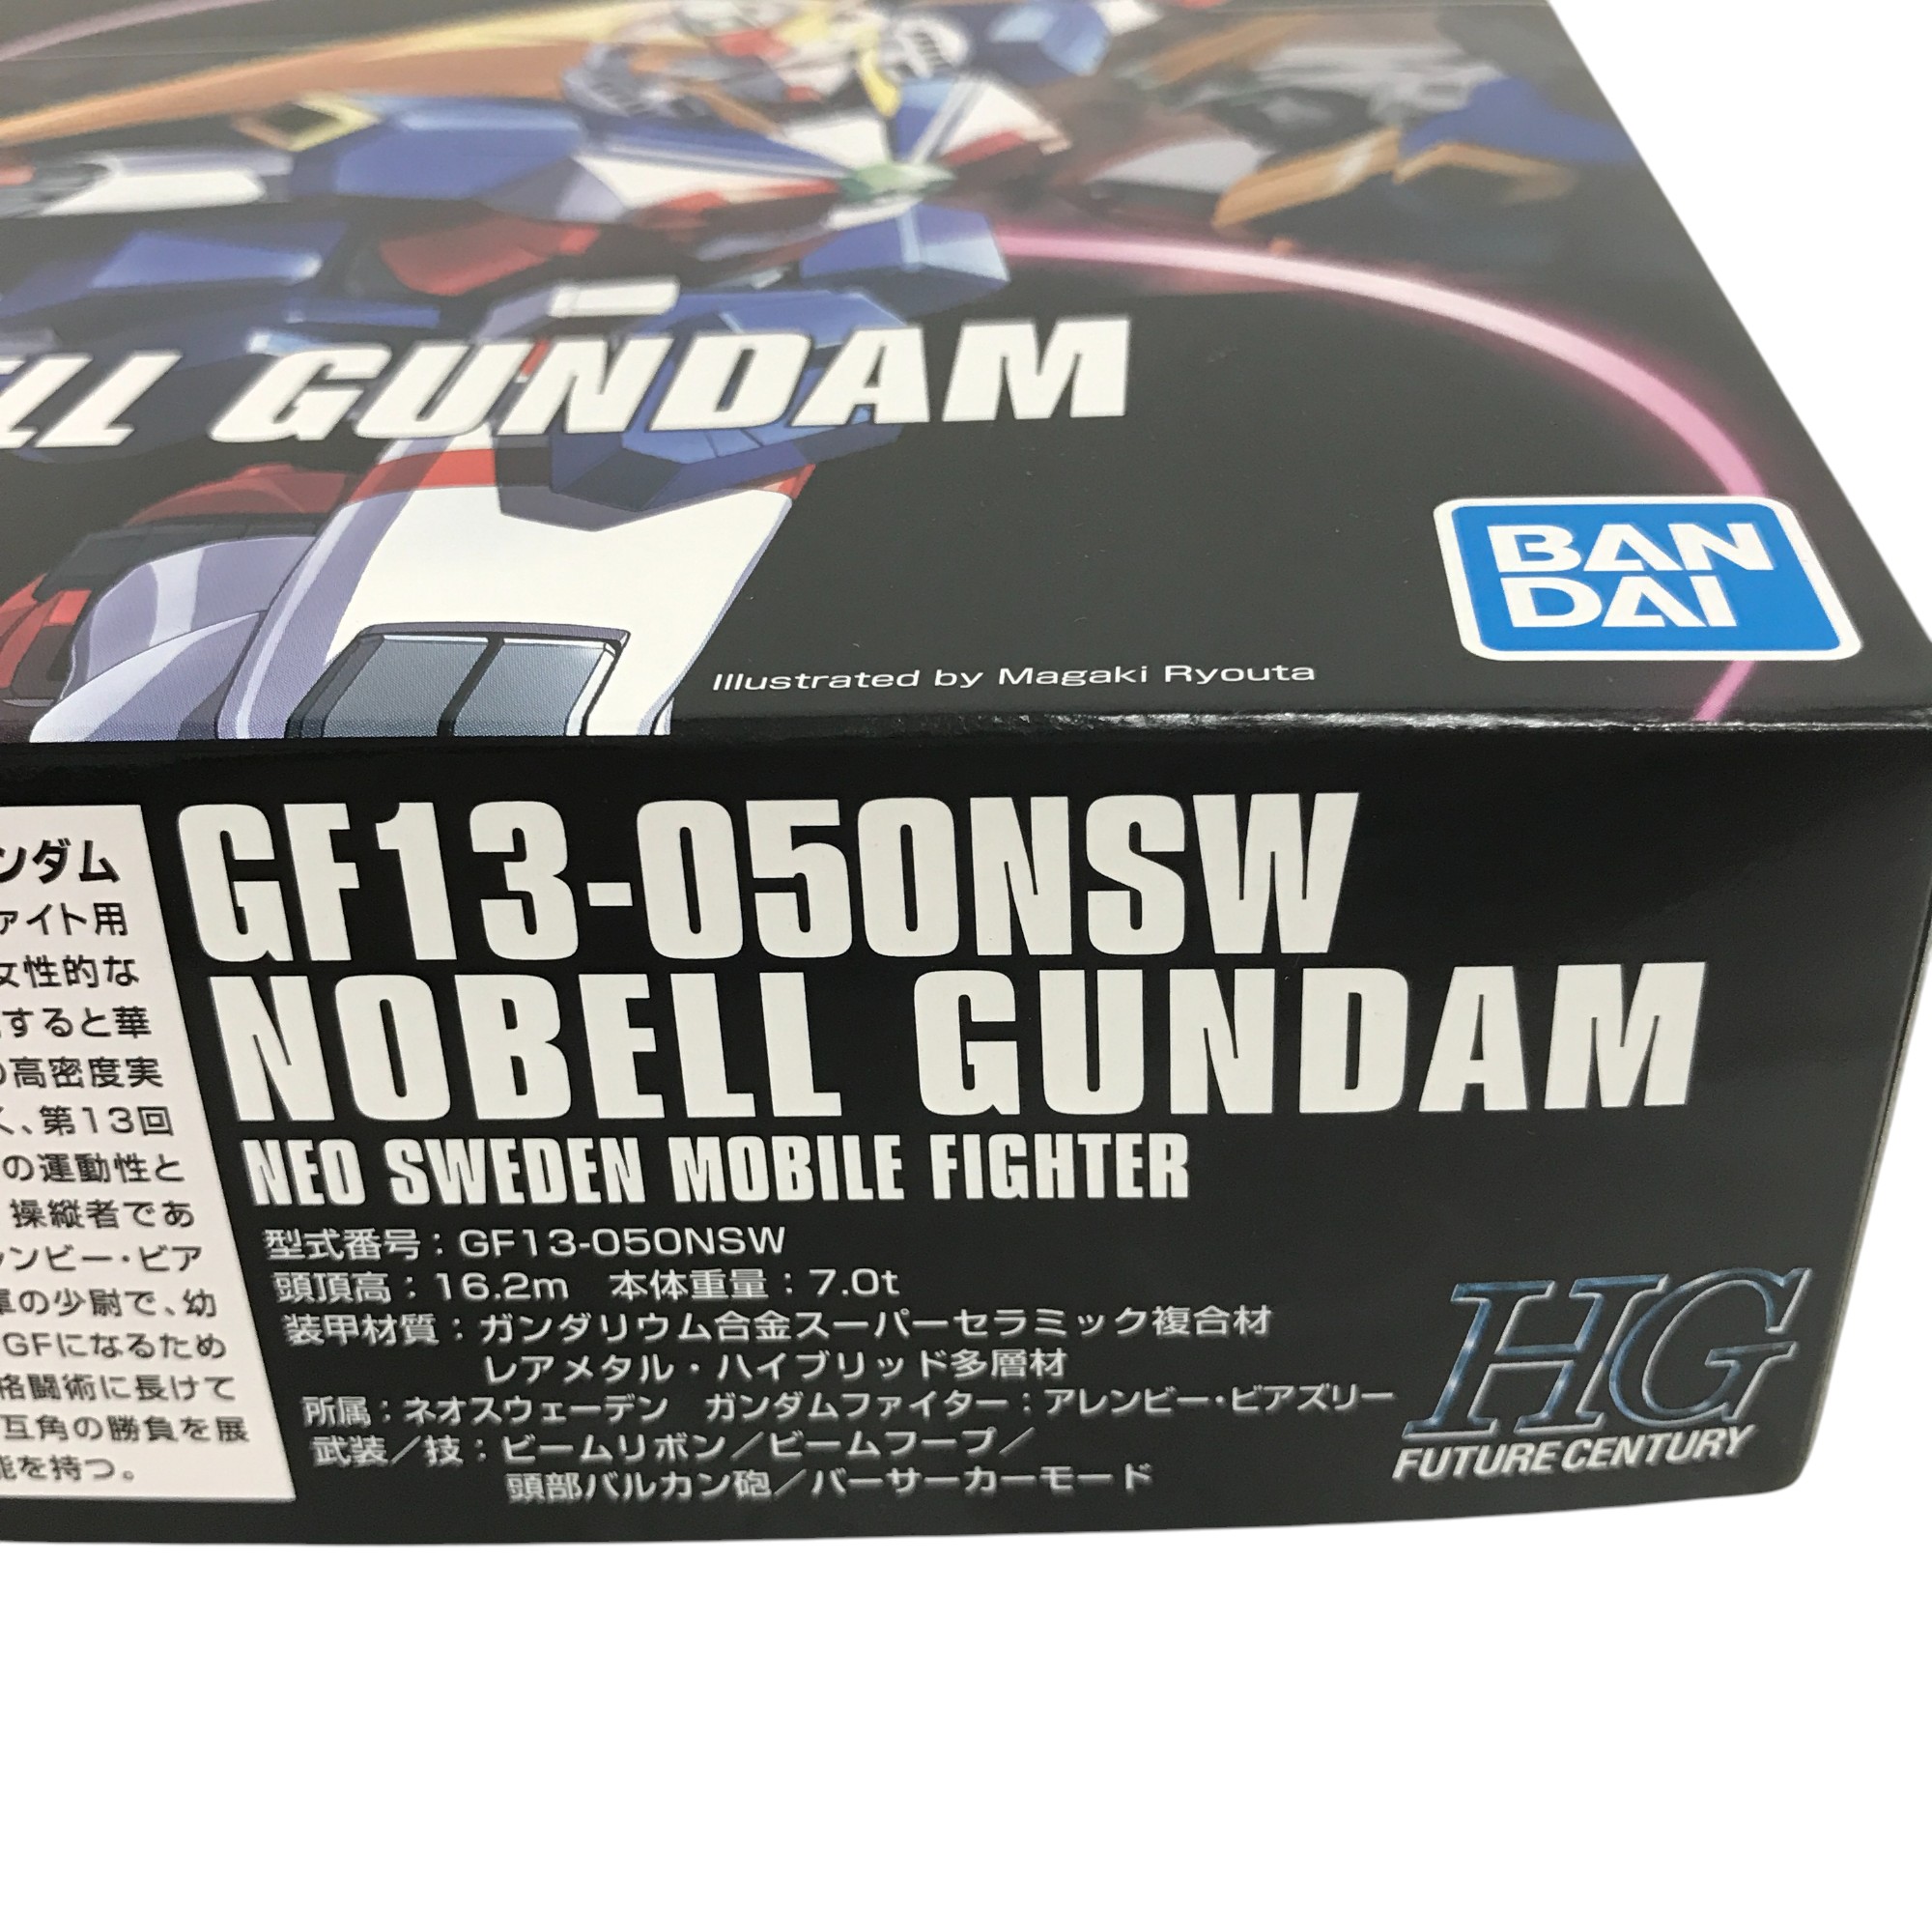 LL GUNDAM
BAN
DAI
Illustrated by Magaki Ryouta
ンダム
ァイト用
女性的な
すると華
の高密度実
く、第13回
の運動性と
操縦者であ
ンビー・ビア
軍の少尉で、幼
GFになるため
格闘術に長けて
互角の勝負を展
能を持つ。
GF13-050NSW
NOBELL GUNDAM
NEO SWEDEN MOBILE FIGHTER
型式番号：GF13-050NSW
頭頂高：16.2m　本体重量：7.0t
装甲材質：ガンダリウム合金スーパーセラミック複合材
レアメタル・ハイブリッド多層材
所属：ネオスウェーデン　ガンダムファイター：アレンビー・ビアズリー
武装／技：ビームリボン／ビームフープ／
頭部バルカン砲／バーサーカーモード
HG
FUTURE CENTURY